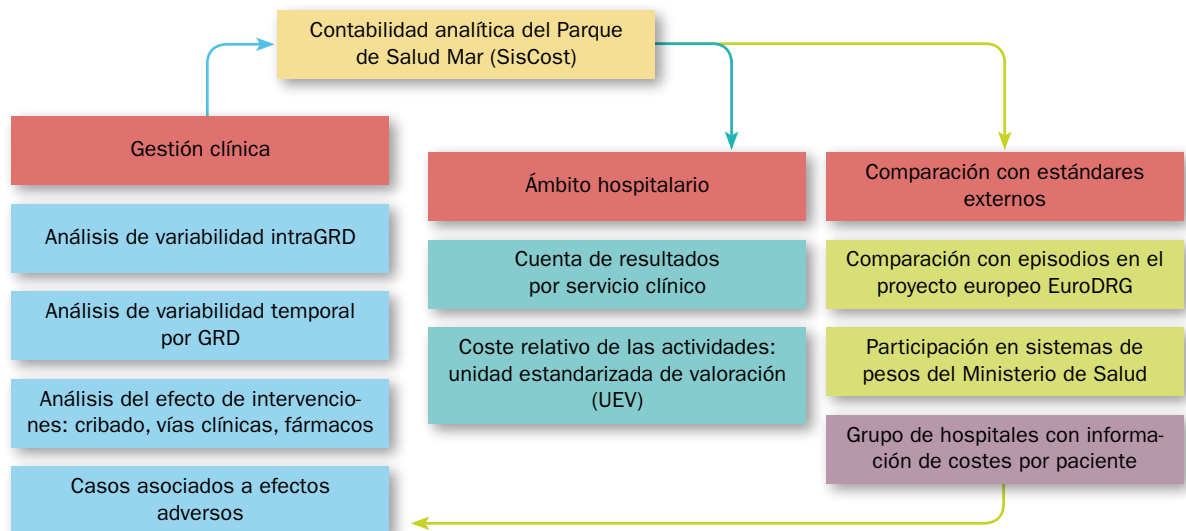 Contabilidad analítica del Parque
de Salud Mar (SisCost)
Gestión clínica
Análisis de variabilidad intraGRD
Análisis de variabilidad temporal
por GRD
Análisis del efecto de intervencio-
nes: cribado, vías clínicas, fármacos
Casos asociados a efectos
adversos
Ámbito hospitalario
Cuenta de resultados
por servicio clínico
Coste relativo de las actividades:
unidad estandarizada de valoración
(UEV)
Comparación con estándares
externos
Comparación con episodios en el
proyecto europeo EuroDRG
Participación en sistemas de
pesos del Ministerio de Salud
Grupo de hospitales con informa-
ción de costes por paciente